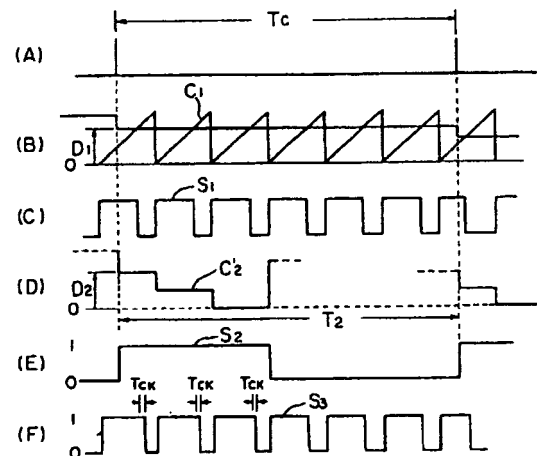 Tc
(A)
C1
(B) D1
0
S1
(C)
C'2
(D) D2
0
T2
S2
(E) 1
0
TCK TCK TCK
S3
(F) 1
0